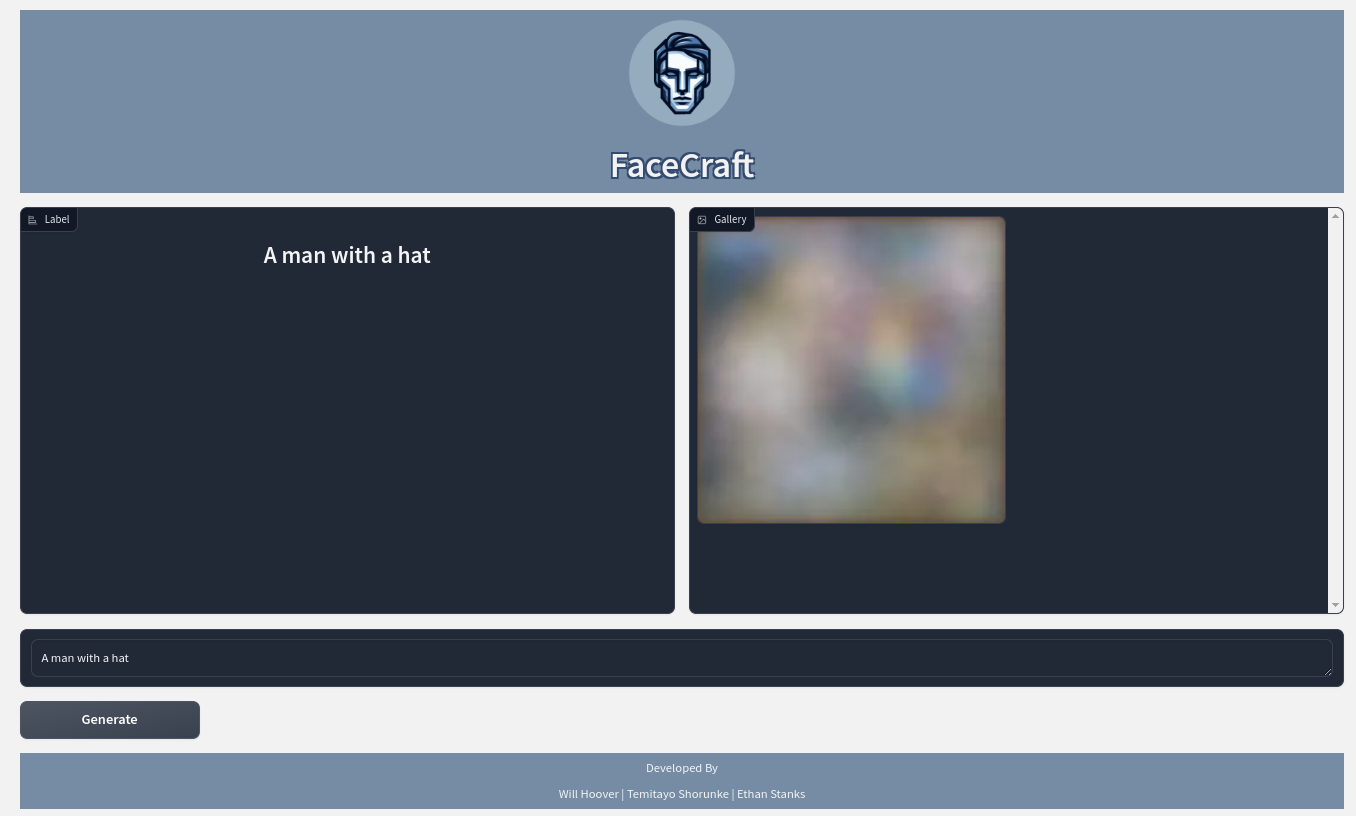 FaceCraft
Label
A man with a hat
Gallery
A man with a hat
Generate
Developed By
Will Hoover | Temitayo Shorunke | Ethan Stanks